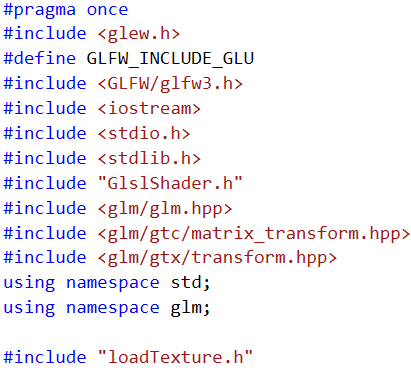 #pragma once
#include <glew.h>
#define GLFW_INCLUDE_GLU
#include <GLFW/glfw3.h>
#include <iostream>
#include <stdio.h>
#include <stdlib.h>
#include "GlslShader.h"
#include <glm/glm.hpp>
#include <glm/gtc/matrix_transform.hpp>
#include <glm/gtx/transform.hpp>
using namespace std;
using namespace glm;
#include "loadTexture.h"